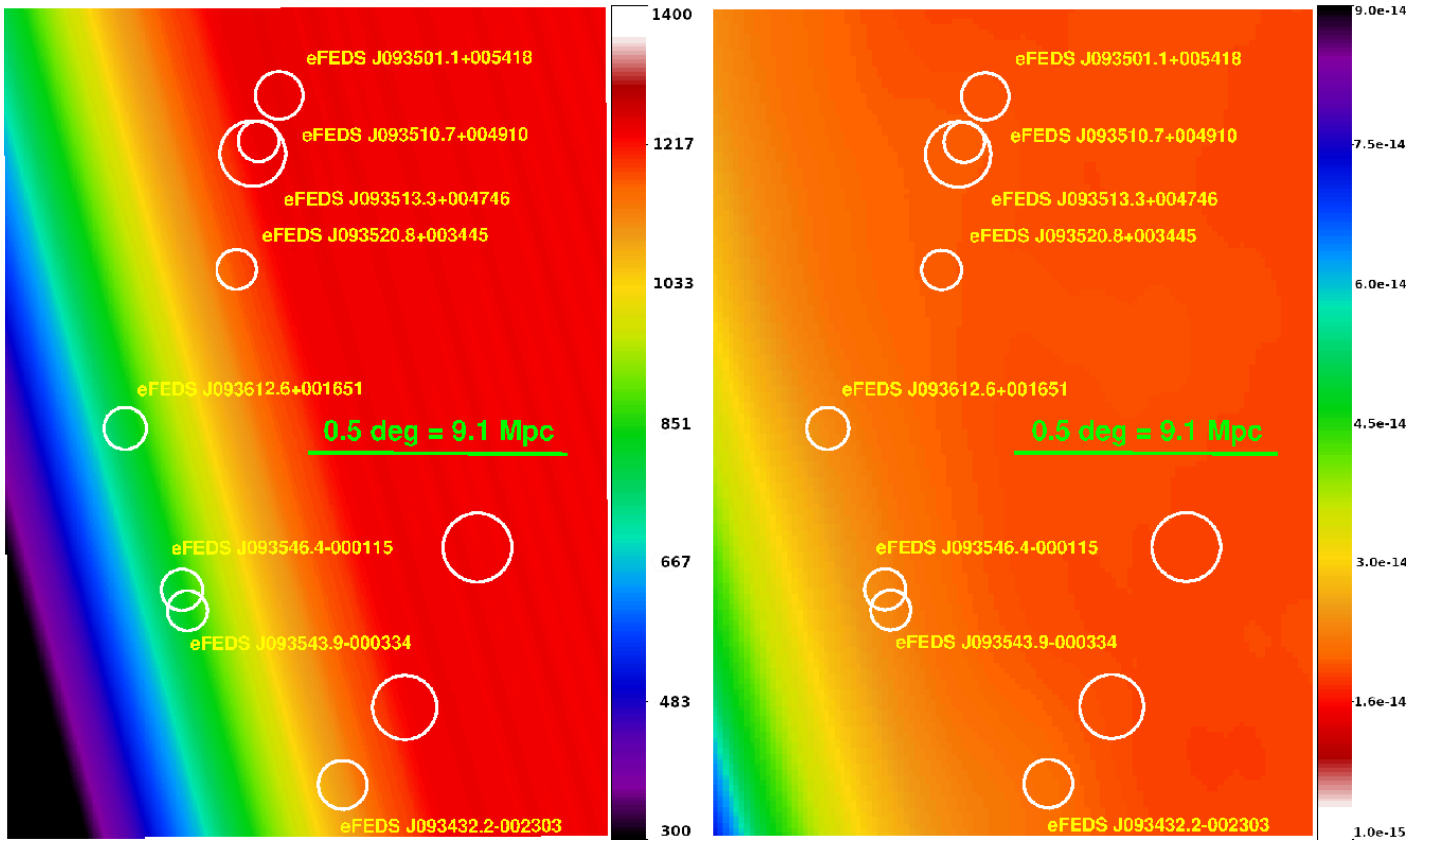 eFEDS J093501.1+005418
eFEDS J093510.7+004910
eFEDS J093513.3+004746
eFEDS J093520.8+003445
eFEDS J093612.6+001651
0.5 deg = 9.1 Mpc
eFEDS J093546.4-000115
eFEDS J093543.9-000334
eFEDS J093432.2-002303
1400
1217
1033
851
667
483
300
eFEDS J093501.1+005418
eFEDS J093510.7+004910
eFEDS J093513.3+004746
eFEDS J093520.8+003445
eFEDS J093612.6+001651
0.5 deg = 9.1 Mpc
eFEDS J093546.4-000115
eFEDS J093543.9-000334
eFEDS J093432.2-002303
9.0e-14
7.5e-14
6.0e-14
4.5e-14
3.0e-14
1.6e-14
1.0e-15